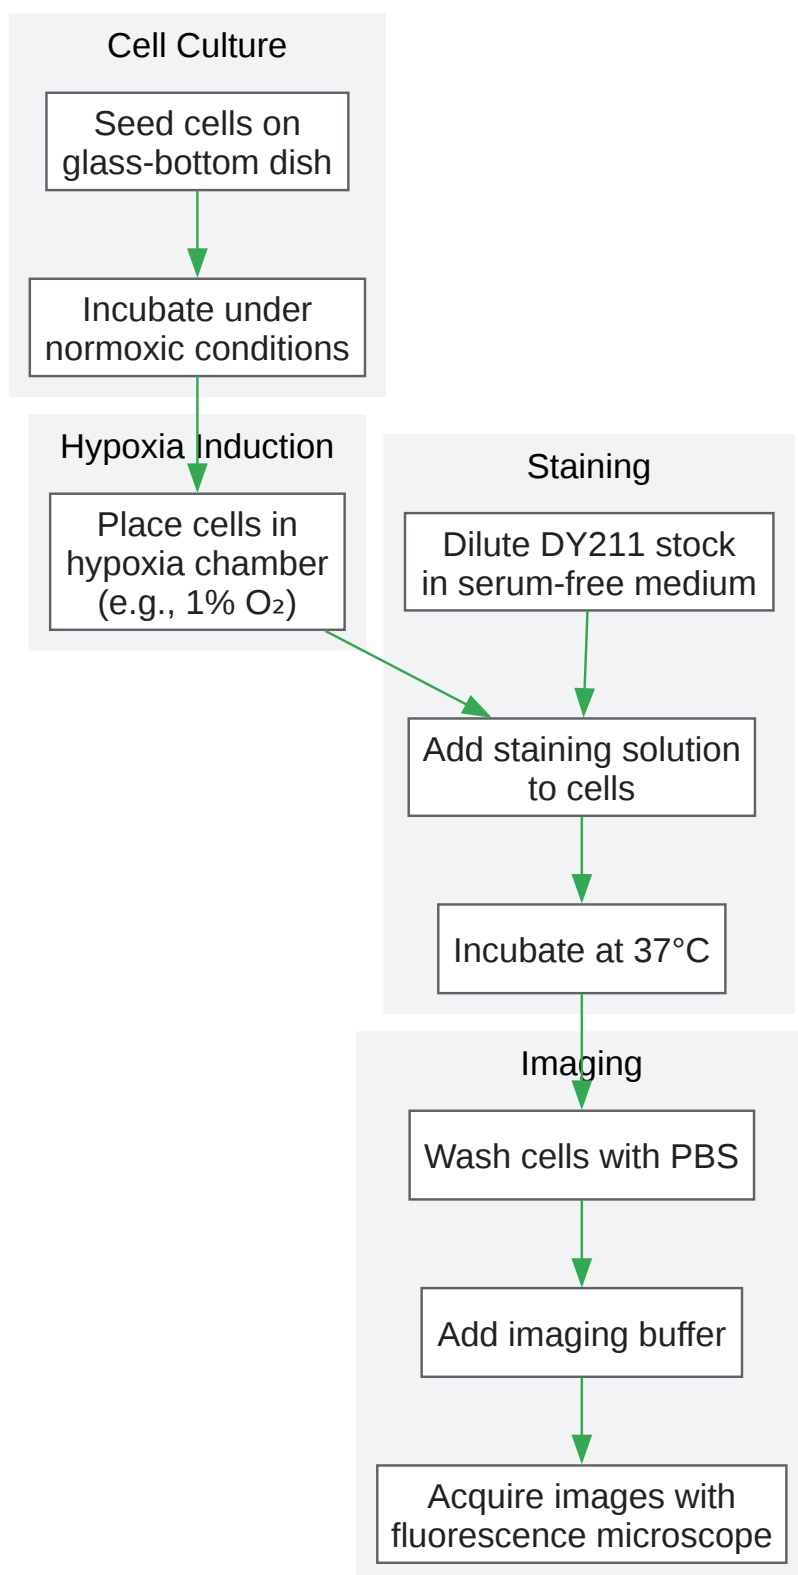 Cell Culture
Seed cells on
glass-bottom dish
Incubate under
normoxic conditions
Hypoxia Induction
Place cells in
hypoxia chamber
(e.g., 1% O₂)
Staining
Dilute DY211 stock
in serum-free medium
Add staining solution
to cells
Incubate at 37°C
Imaging
Wash cells with PBS
Add imaging buffer
Acquire images with
fluorescence microscope